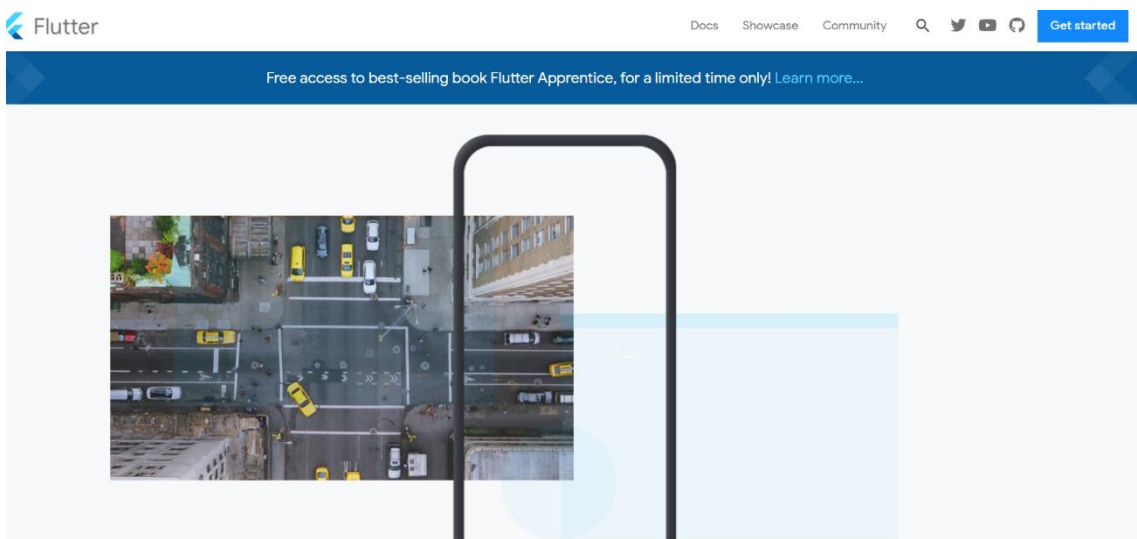 Flutter
Docs Showcase Community Get started
Free access to best-selling book Flutter Apprentice, for a limited time only! Learn more...